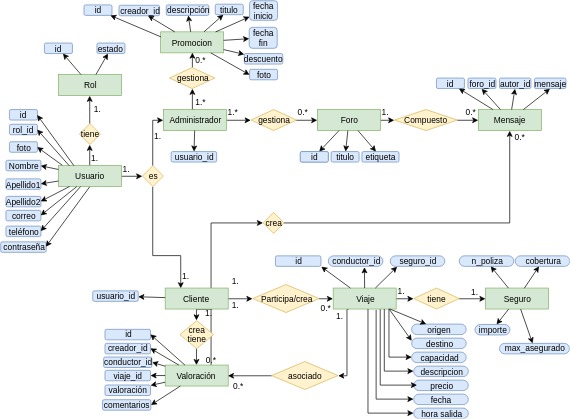 id
creador_id
descripción
titulo
fecha
inicio
fecha
fin
descuento
foto
Promocion
0.*
gestiona
1.*
id
estado
Rol
1.
tiene
1.
id
rol_id
foto
Nombre
Apellido1
Apellido2
correo
teléfono
contraseña
Usuario
1.
es
1.
1.
Administrador
usuario_id
1.*
gestiona
0.*
Foro
id
titulo
etiqueta
1.
Compuesto
0.*
Mensaje
id
foro_id
autor_id
mensaje
0.*
crea
usuario_id
Cliente
1.
1.
Participa/crea
0.*
Viaje
id
conductor_id
seguro_id
1.
tiene
1.
Seguro
n_poliza
cobertura
importe
max_asegurado
origen
destino
capacidad
descripcion
precio
fecha
hora salida
1.
asociado
0.*
1.
crea
tiene
0.*
Valoración
id
creador_id
conductor_id
viaje_id
valoración
comentarios